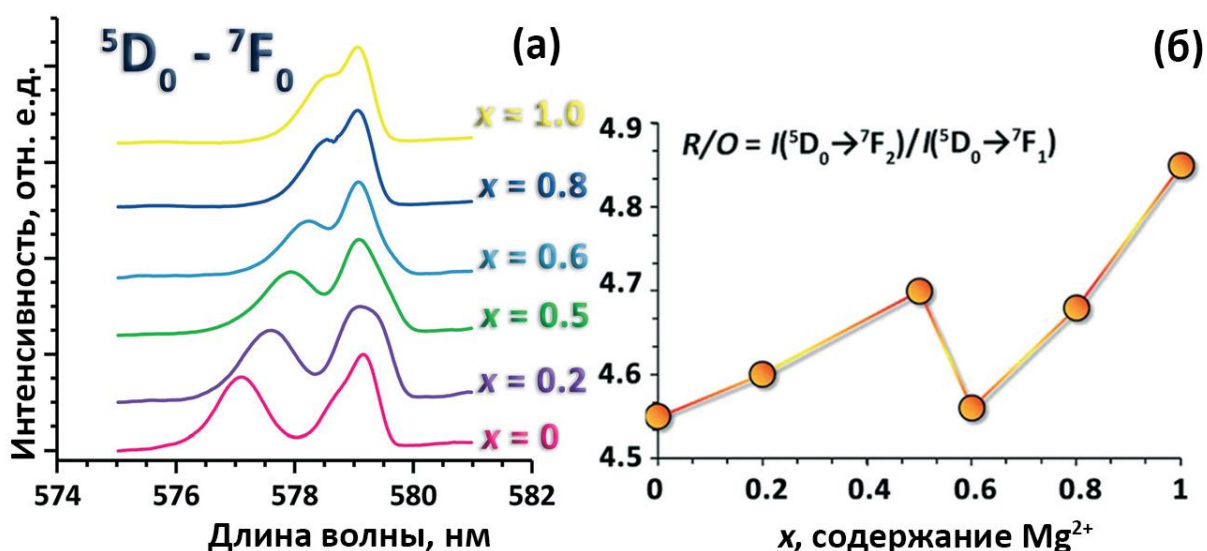 ⁵D₀ - ⁷F₀
(а)
Интенсивность, отн. е.д.
x = 1.0
x = 0.8
x = 0.6
x = 0.5
x = 0.2
x = 0
574 576 578 580 582
Длина волны, нм
(б)
R/O = I(⁵D₀→⁷F₂)/I(⁵D₀→⁷F₁)
4.9
4.8
4.7
4.6
4.5
0 0.2 0.4 0.6 0.8 1
x, содержание Mg²⁺